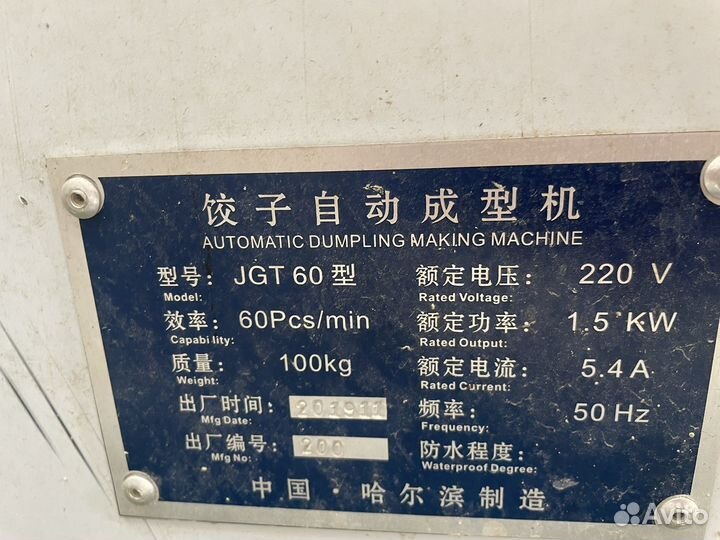 饺子自动成型机
AUTOMATIC DUMPLING MAKING MACHINE
型号: JGT 60 型
Model:
效率: 60Pcs/min
Capability:
质量: 100kg
Weight:
出厂时间: 201911
Mfg Date:
出厂编号: 200
Mfg No:
额定电压: 220 V
Rated Voltage:
额定功率: 1.5 KW
Rated Output:
额定电流: 5.4 A
Rated Current:
频率: 50 Hz
Frequency:
防水程度:
Waterproof Degree:
中国·哈尔滨制造
Avito